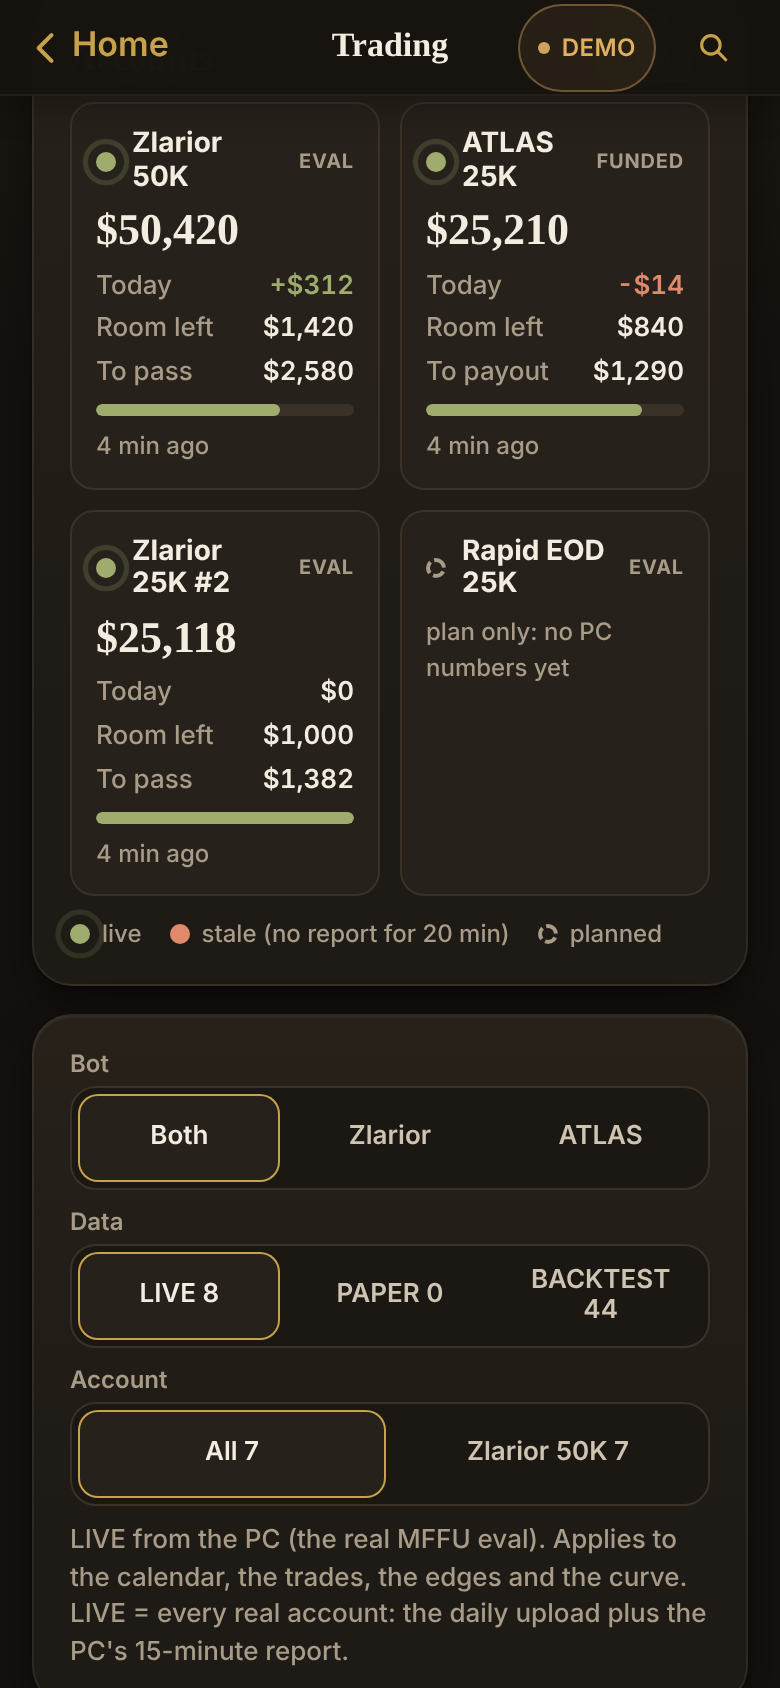 Home
Trading
DEMO
Zlarior
50K
EVAL
$50,420
Today +$312
Room left $1,420
To pass $2,580
4 min ago
ATLAS
25K
FUNDED
$25,210
Today -$14
Room left $840
To payout $1,290
4 min ago
Zlarior
25K #2
EVAL
$25,118
Today $0
Room left $1,000
To pass $1,382
4 min ago
Rapid EOD
25K
EVAL
plan only: no PC
numbers yet
live stale (no report for 20 min) planned
Bot
Both Zlarior ATLAS
Data
LIVE 8 PAPER 0 BACKTEST
44
Account
All 7 Zlarior 50K 7
LIVE from the PC (the real MFFU eval). Applies to
the calendar, the trades, the edges and the curve.
LIVE = every real account: the daily upload plus the
PC's 15-minute report.